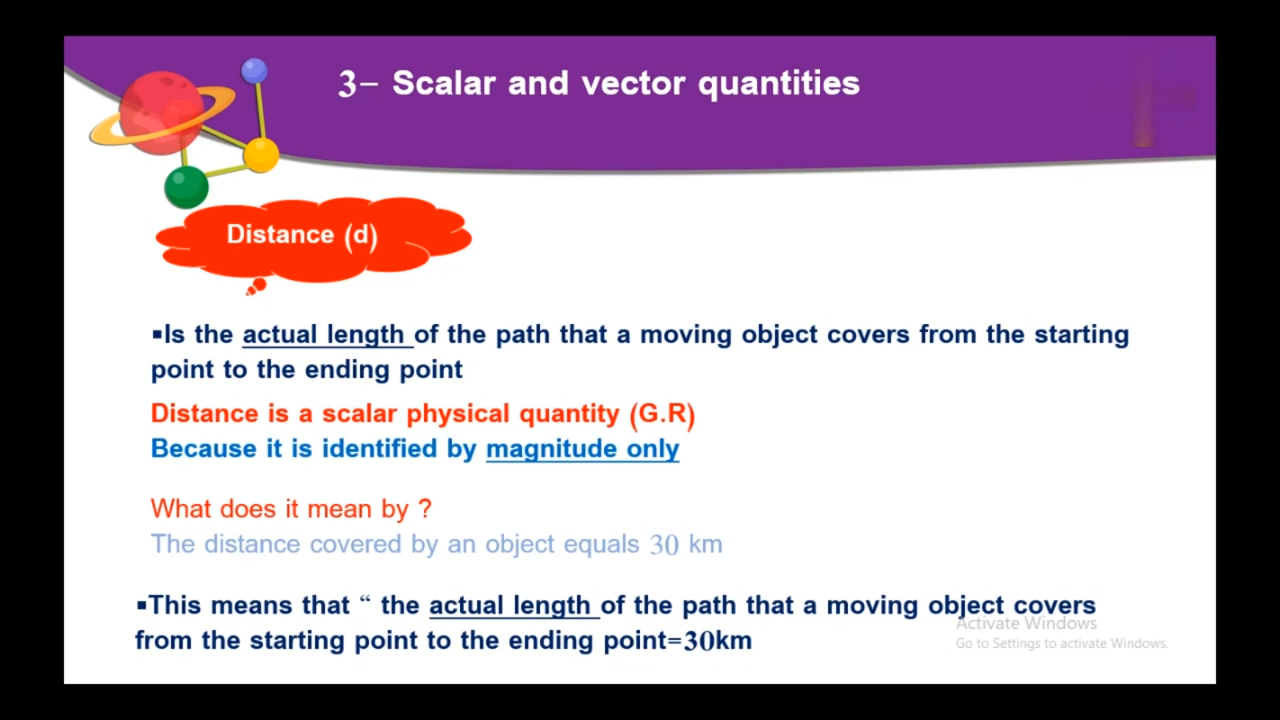 3- Scalar and vector quantities
Distance (d)
▪Is the actual length of the path that a moving object covers from the starting
point to the ending point
Distance is a scalar physical quantity (G.R)
Because it is identified by magnitude only
What does it mean by ?
The distance covered by an object equals 30 km
▪This means that “ the actual length of the path that a moving object covers
from the starting point to the ending point=30km
Activate Windows
Go to Settings to activate Windows.